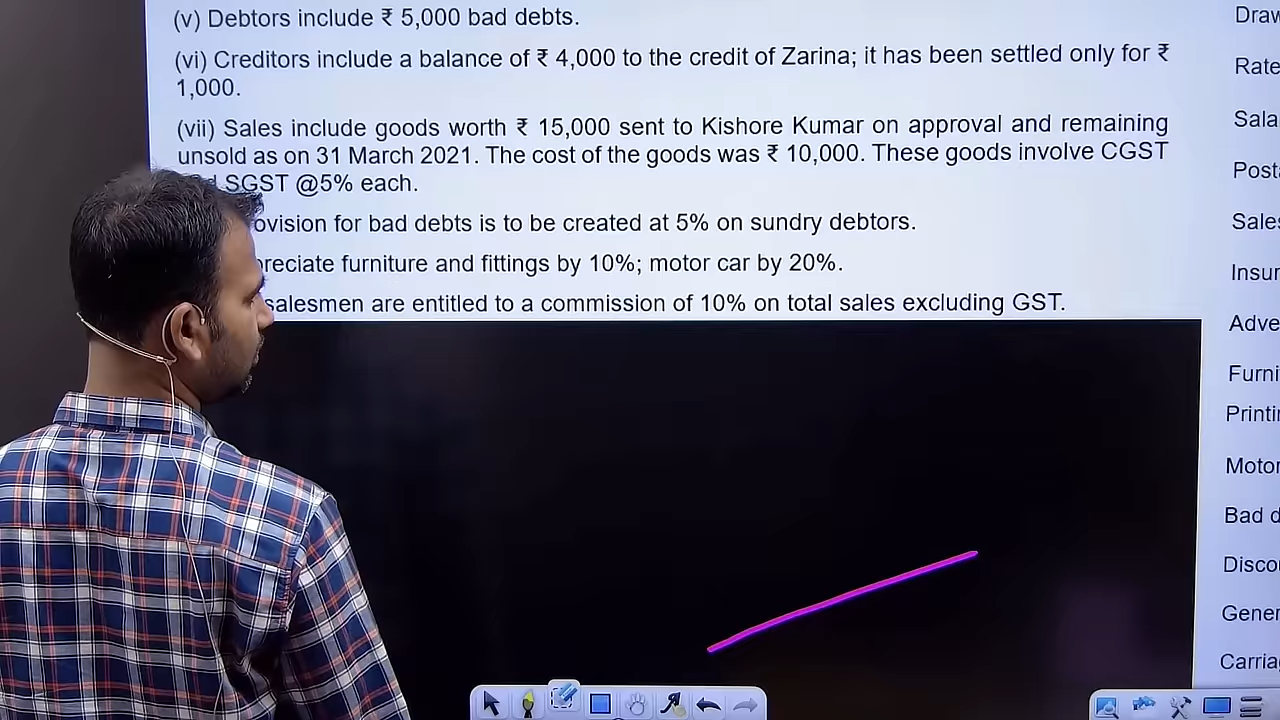 (v) Debtors include ₹ 5,000 bad debts.
(vi) Creditors include a balance of ₹ 4,000 to the credit of Zarina; it has been settled only for ₹
1,000.
(vii) Sales include goods worth ₹ 15,000 sent to Kishore Kumar on approval and remaining
unsold as on 31 March 2021. The cost of the goods was ₹ 10,000. These goods involve CGST
SGST @5% each.
ovision for bad debts is to be created at 5% on sundry debtors.
preciate furniture and fittings by 10%; motor car by 20%.
salesmen are entitled to a commission of 10% on total sales excluding GST.
Draw
Rate
Sala
Posta
Sales
Insur
Adve
Furni
Printi
Motor
Bad d
Disco
Gener
Carria